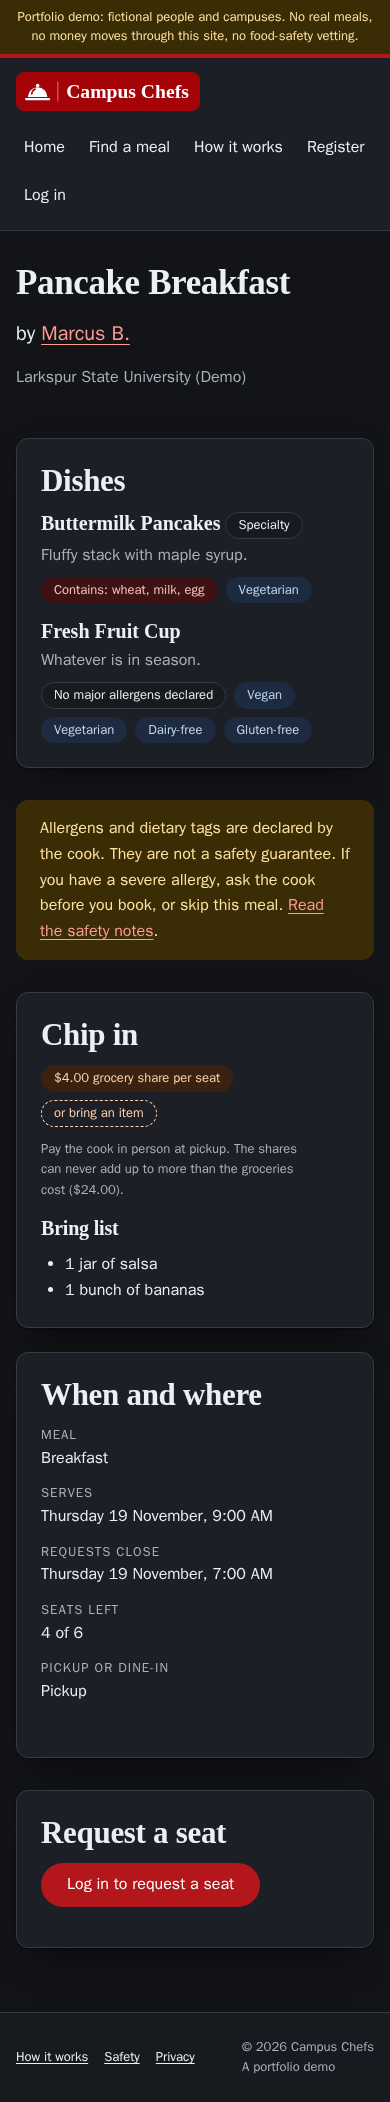 Portfolio demo: fictional people and campuses. No real meals,
no money moves through this site, no food-safety vetting.
Campus Chefs
Home Find a meal How it works Register
Log in
Pancake Breakfast
by Marcus B.
Larkspur State University (Demo)
Dishes
Buttermilk Pancakes Specialty
Fluffy stack with maple syrup.
Contains: wheat, milk, egg Vegetarian
Fresh Fruit Cup
Whatever is in season.
No major allergens declared Vegan
Vegetarian Dairy-free Gluten-free
Allergens and dietary tags are declared by
the cook. They are not a safety guarantee. If
you have a severe allergy, ask the cook
before you book, or skip this meal. Read
the safety notes.
Chip in
$4.00 grocery share per seat
or bring an item
Pay the cook in person at pickup. The shares
can never add up to more than the groceries
cost ($24.00).
Bring list
• 1 jar of salsa
• 1 bunch of bananas
When and where
MEAL
Breakfast
SERVES
Thursday 19 November, 9:00 AM
REQUESTS CLOSE
Thursday 19 November, 7:00 AM
SEATS LEFT
4 of 6
PICKUP OR DINE-IN
Pickup
Request a seat
Log in to request a seat
How it works Safety Privacy
© 2026 Campus Chefs
A portfolio demo